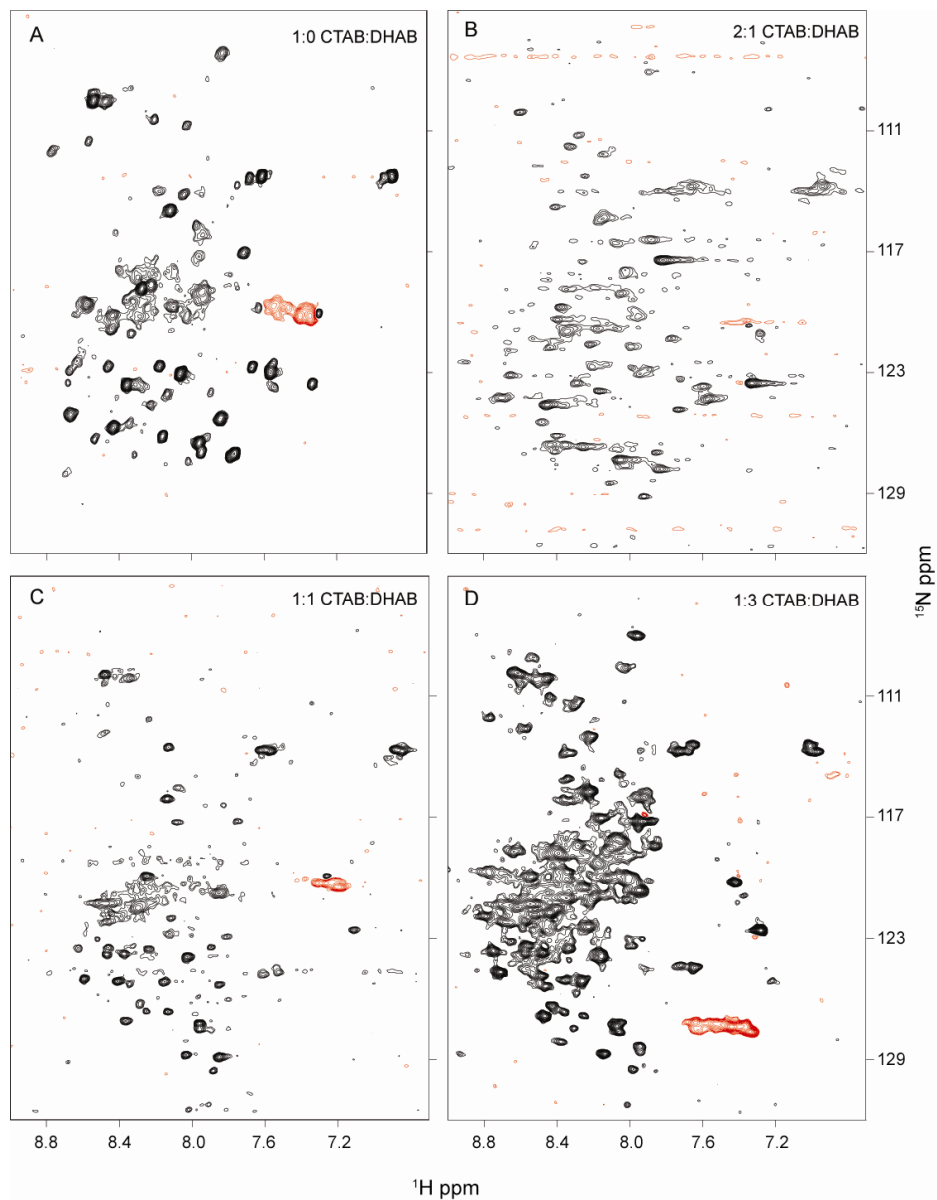 A
1:0 CTAB:DHAB
B
2:1 CTAB:DHAB
111
117
123
129
C
1:1 CTAB:DHAB
D
1:3 CTAB:DHAB
111
117
123
129
¹⁵N ppm
8.8 8.4 8.0 7.6 7.2 8.8 8.4 8.0 7.6 7.2
¹H ppm